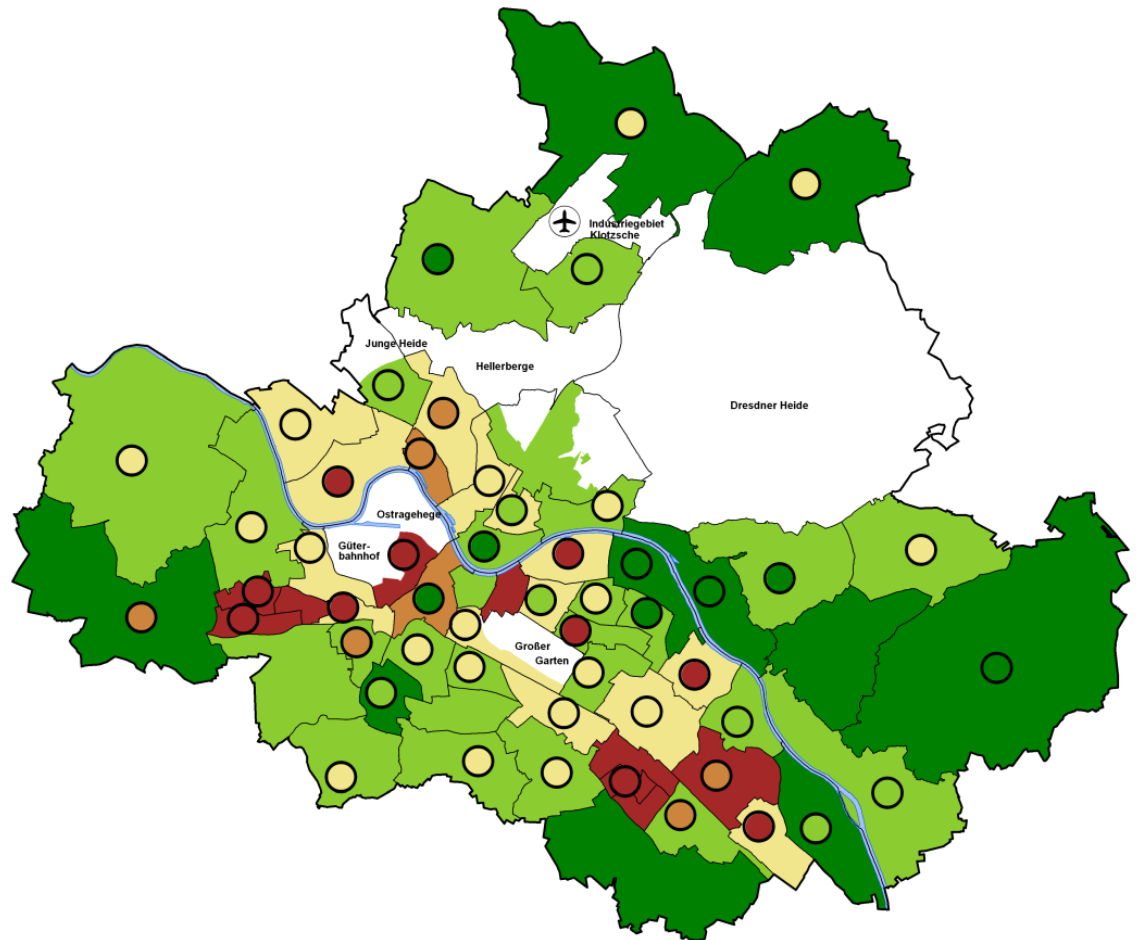 Industriegebiet
Klotzsche
Junge Heide
Hellerberge
Dresdner Heide
Ostragehege
Güter-
bahnhof
Großer
Garten